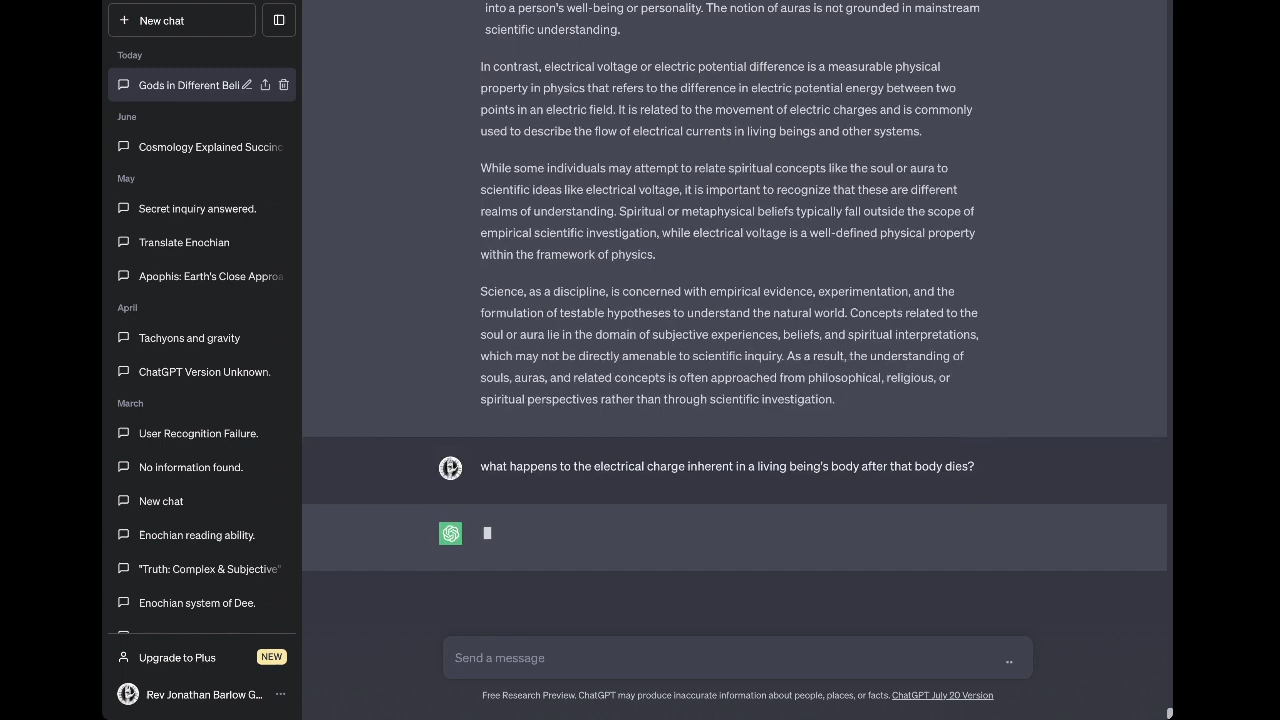 New chat
Today
Gods in Different Beli
June
Cosmology Explained Succinc
May
Secret inquiry answered.
Translate Enochian
Apophis: Earth's Close Approa
April
Tachyons and gravity
ChatGPT Version Unknown.
March
User Recognition Failure.
No information found.
New chat
Enochian reading ability.
"Truth: Complex & Subjective"
Enochian system of Dee.
Upgrade to Plus NEW
Rev Jonathan Barlow G...
into a person's well-being or personality. The notion of auras is not grounded in mainstream
scientific understanding.
In contrast, electrical voltage or electric potential difference is a measurable physical
property in physics that refers to the difference in electric potential energy between two
points in an electric field. It is related to the movement of electric charges and is commonly
used to describe the flow of electrical currents in living beings and other systems.
While some individuals may attempt to relate spiritual concepts like the soul or aura to
scientific ideas like electrical voltage, it is important to recognize that these are different
realms of understanding. Spiritual or metaphysical beliefs typically fall outside the scope of
empirical scientific investigation, while electrical voltage is a well-defined physical property
within the framework of physics.
Science, as a discipline, is concerned with empirical evidence, experimentation, and the
formulation of testable hypotheses to understand the natural world. Concepts related to the
soul or aura lie in the domain of subjective experiences, beliefs, and spiritual interpretations,
which may not be directly amenable to scientific inquiry. As a result, the understanding of
souls, auras, and related concepts is often approached from philosophical, religious, or
spiritual perspectives rather than through scientific investigation.
what happens to the electrical charge inherent in a living being's body after that body dies?
Send a message
Free Research Preview. ChatGPT may produce inaccurate information about people, places, or facts. ChatGPT July 20 Version